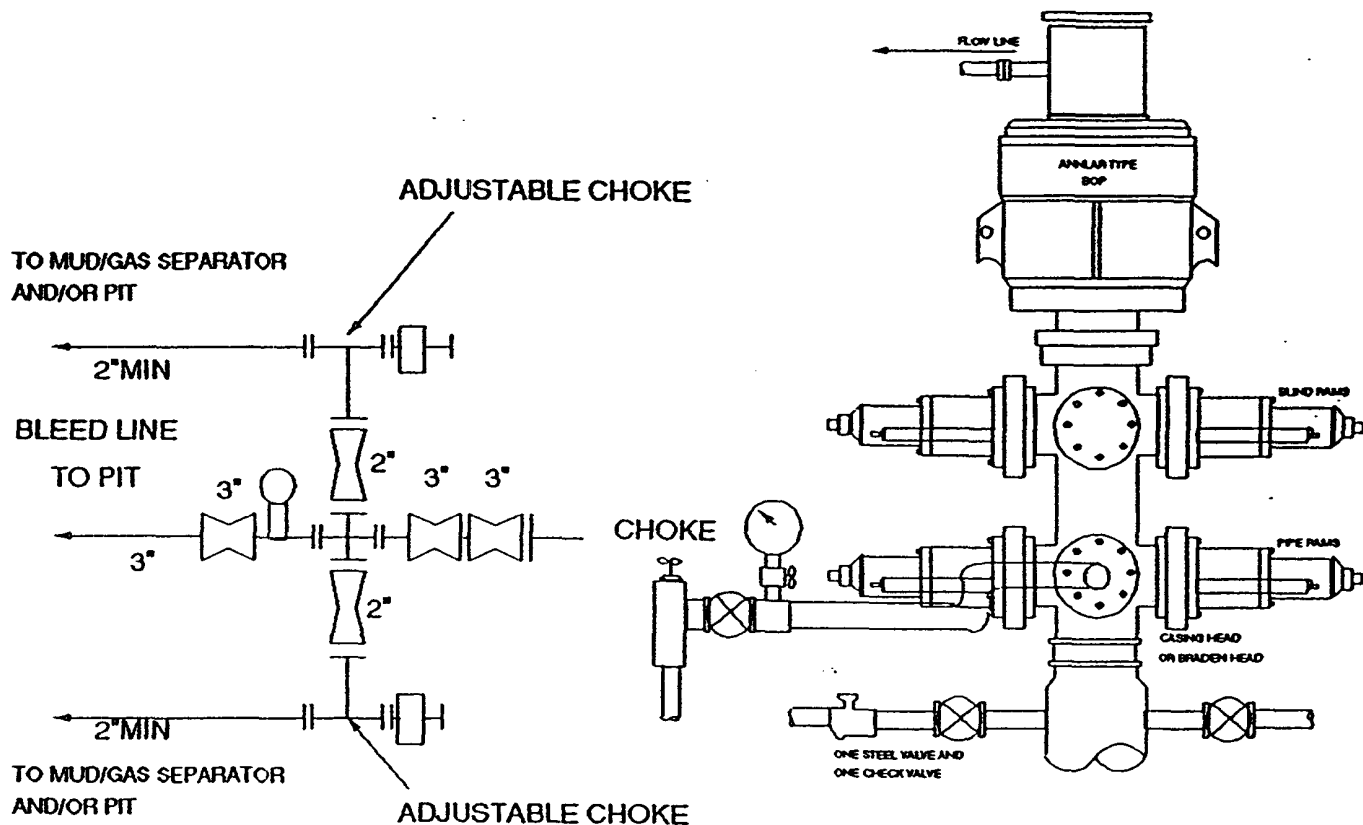 FLOW LINE
ANNLAR TYPE
BOP
ADJUSTABLE CHOKE
TO MUD/GAS SEPARATOR
AND/OR PIT
2"MIN
BLEED LINE
TO PIT
2"
3"
3"
3"
3"
2"
2"MIN
TO MUD/GAS SEPARATOR
AND/OR PIT
ADJUSTABLE CHOKE
CHOKE
BLIND RAMS
PIPE RAMS
CASING HEAD
OR BRADEN HEAD
ONE STEEL VALVE AND
ONE CHECK VALVE